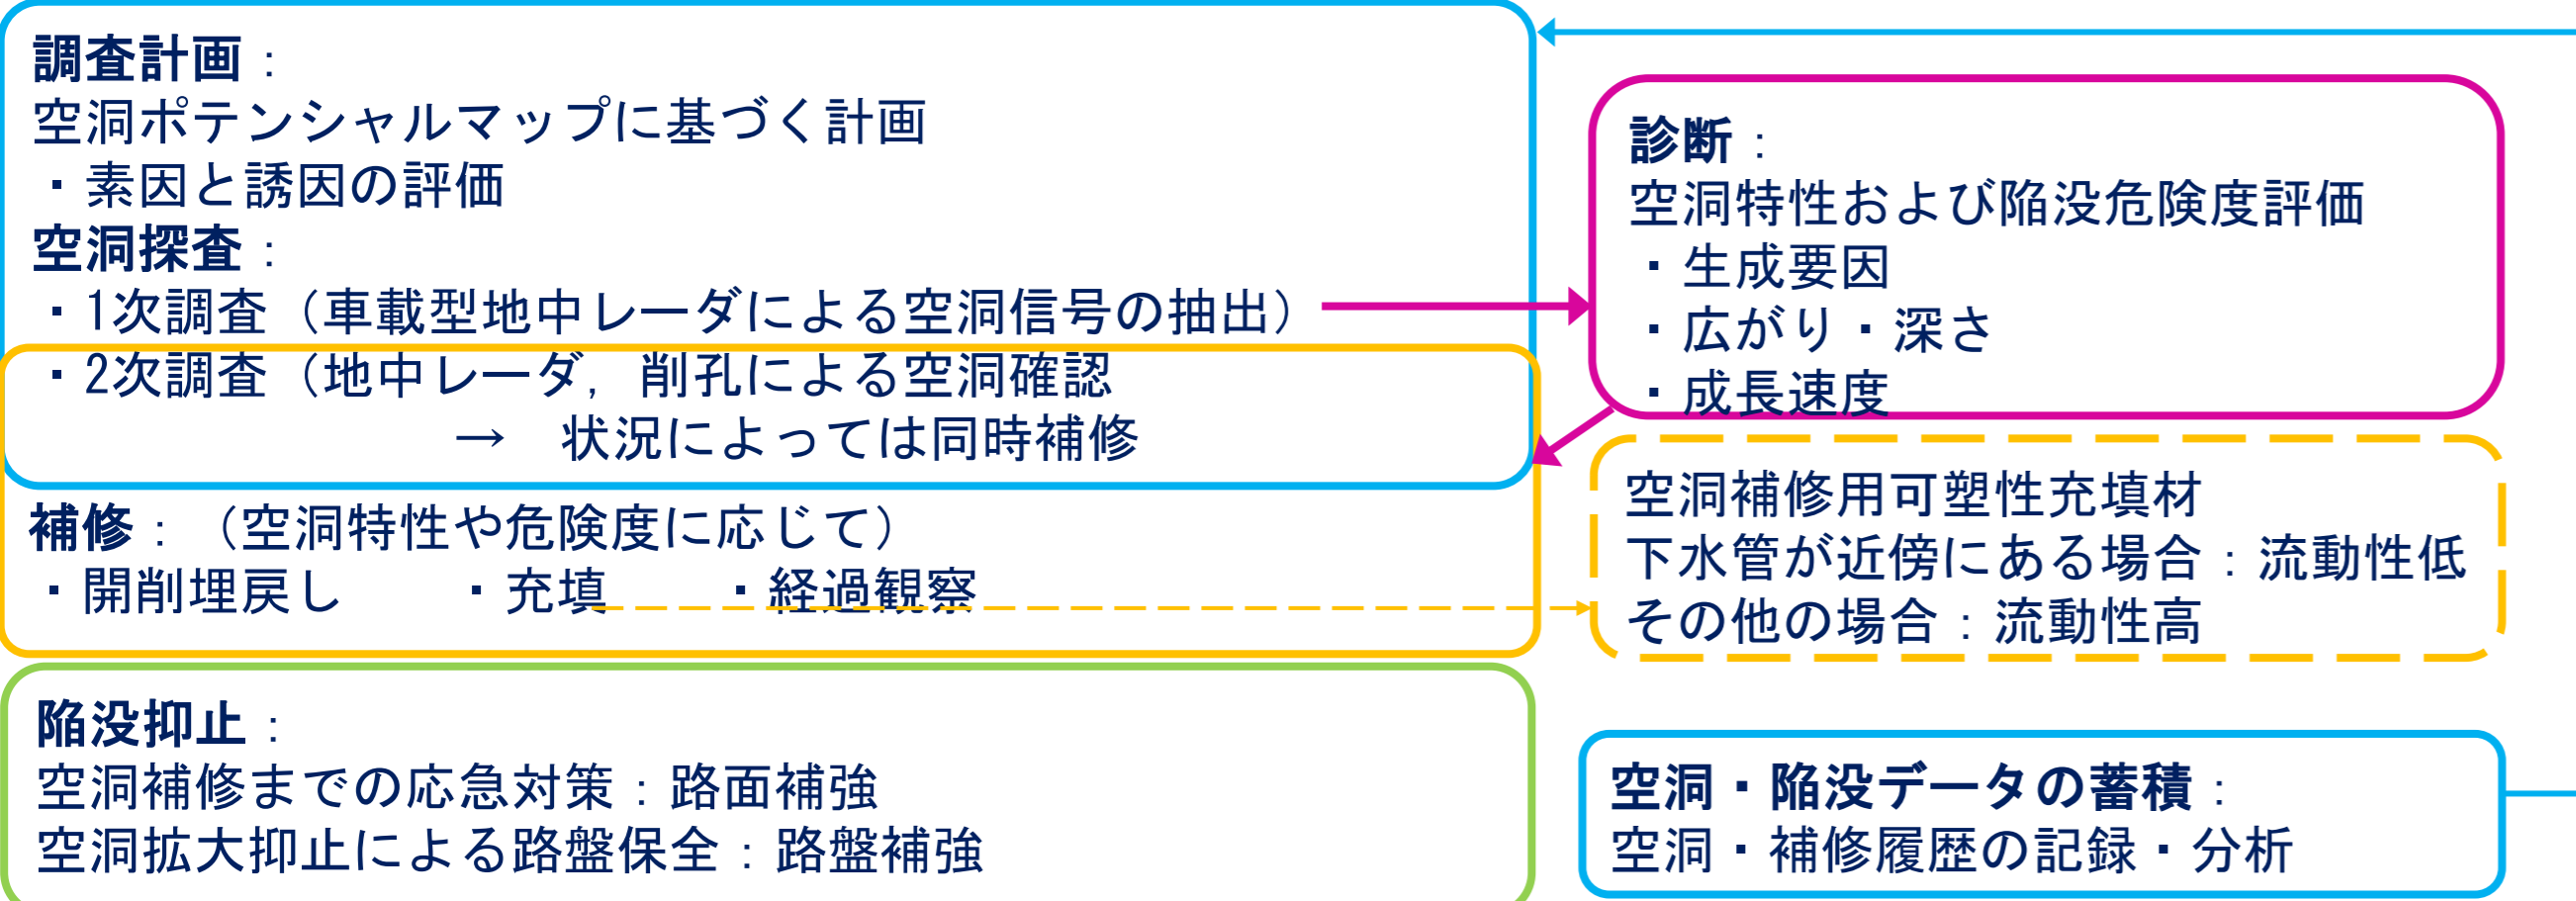 調査計画：
空洞ポテンシャルマップに基づく計画
・素因と誘因の評価
空洞探査：
・1次調査（車載型地中レーダによる空洞信号の抽出）
・2次調査（地中レーダ，削孔による空洞確認
→　状況によっては同時補修
補修：（空洞特性や危険度に応じて）
・開削埋戻し　　・充填　　・経過観察
陥没抑止：
空洞補修までの応急対策：路面補強
空洞拡大抑止による路盤保全：路盤補強
診断：
空洞特性および陥没危険度評価
・生成要因
・広がり・深さ
・成長速度
空洞補修用可塑性充填材
下水管が近傍にある場合：流動性低
その他の場合：流動性高
空洞・陥没データの蓄積：
空洞・補修履歴の記録・分析